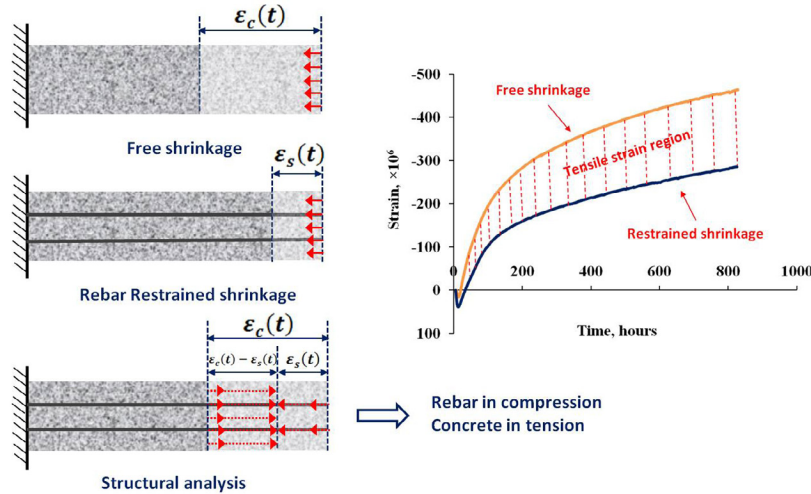 εc(t)
Free shrinkage
εs(t)
Rebar Restrained shrinkage
εc(t)
εc(t) − εs(t)
εs(t)
Structural analysis
Rebar in compression
Concrete in tension
Strain, ×10⁶
-500
-400
-300
-200
-100
0
100
0
200
400
600
800
1000
Time, hours
Free shrinkage
Tensile strain region
Restrained shrinkage